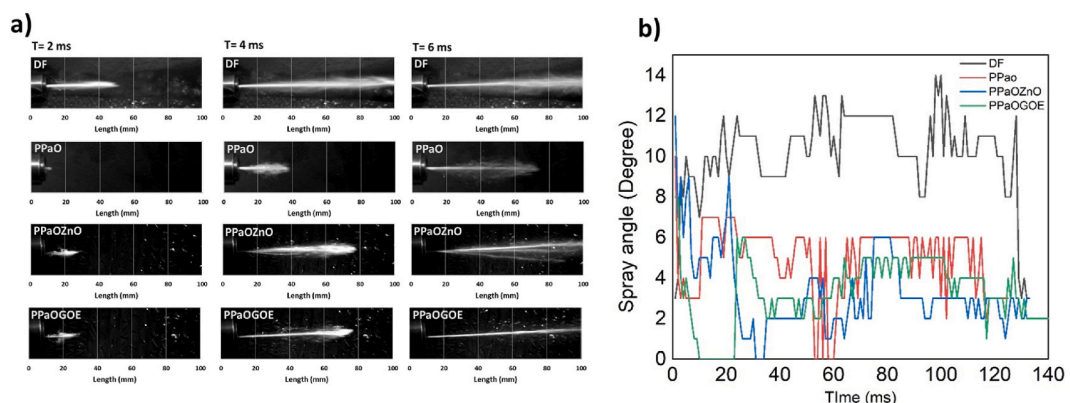 a)
T= 2 ms
T= 4 ms
T= 6 ms
DF
DF
DF
0 20 40 60 80 100
0 20 40 60 80 100
0 20 40 60 80 100
Length (mm)
Length (mm)
Length (mm)
PPaO
PPaO
PPaO
0 20 40 60 80 100
0 20 40 60 80 100
0 20 40 60 80 100
Length (mm)
Length (mm)
Length (mm)
PPaOZnO
PPaOZnO
PPaOZnO
0 20 40 60 80 100
0 20 40 60 80 100
0 20 40 60 80 100
Length (mm)
Length (mm)
Length (mm)
PPaOGOE
PPaOGOE
PPaOGOE
0 20 40 60 80 100
0 20 40 60 80 100
0 20 40 60 80 100
Length (mm)
Length (mm)
Length (mm)
b)
DF
PPao
PPaOZnO
PPaOGOE
14
12
10
8
6
4
2
0
Spray angle (Degree)
0 20 40 60 80 100 120 140
TIme (ms)